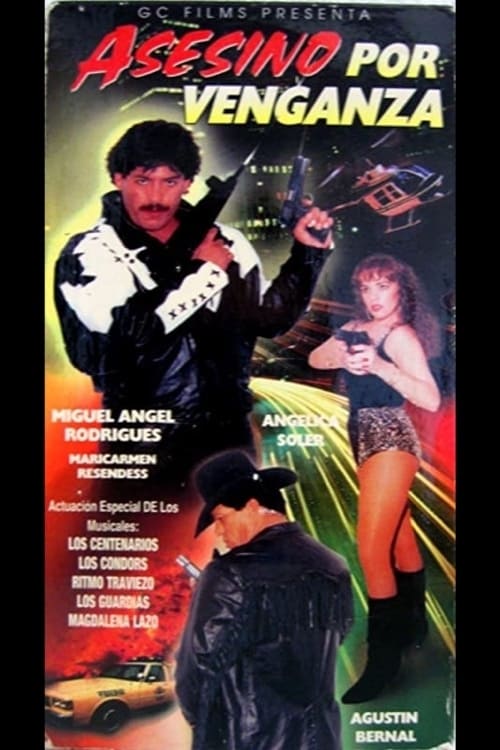 GC FILMS PRESENTA
ASESINO POR
VENGANZA
MIGUEL ANGEL
RODRIGUES
MARICARMEN
RESENDESS
ANGELICA
SOLER
Actuación Especial DE Los
Musicales:
LOS CENTENARIOS
LOS CONDORS
RITMO TRAVIEZO
LOS GUARDIAS
MAGDALENA LAZO
AGUSTIN
BERNAL